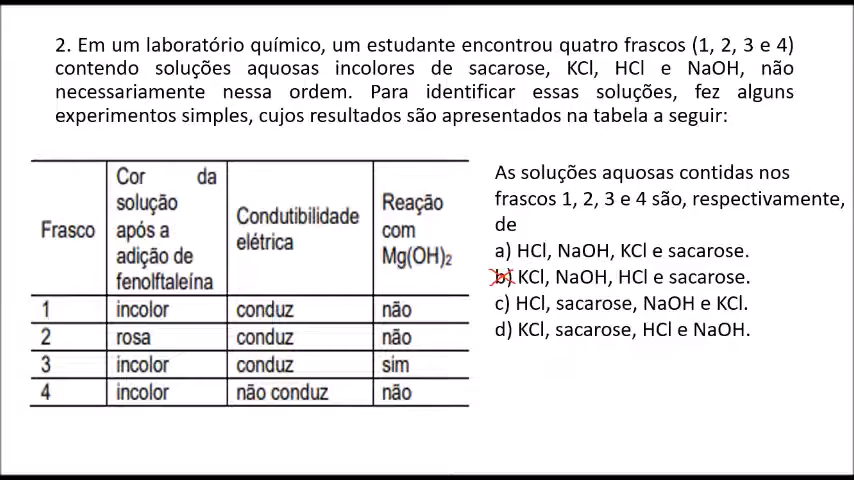 2. Em um laboratório químico, um estudante encontrou quatro frascos (1, 2, 3 e 4)
contendo soluções aquosas incolores de sacarose, KCl, HCl e NaOH, não
necessariamente nessa ordem. Para identificar essas soluções, fez alguns
experimentos simples, cujos resultados são apresentados na tabela a seguir:
Frasco
Cor da
solução
após a
adição de
fenolftaleína
Condutibilidade
elétrica
Reação
com
Mg(OH)₂
1 incolor conduz não
2 rosa conduz não
3 incolor conduz sim
4 incolor não conduz não
As soluções aquosas contidas nos
frascos 1, 2, 3 e 4 são, respectivamente,
de
a) HCl, NaOH, KCl e sacarose.
b) KCl, NaOH, HCl e sacarose.
c) HCl, sacarose, NaOH e KCl.
d) KCl, sacarose, HCl e NaOH.